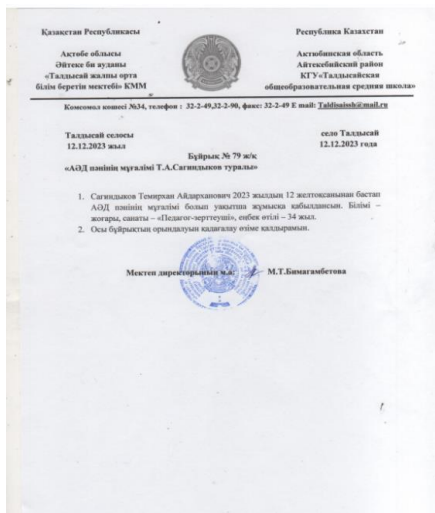 Қазақстан Республикасы
Республика Казахстан
Ақтөбе облысы
Әйтеке би ауданы
«Талдысай жалпы орта
білім беретін мектебі» КММ
Актюбинская область
Айтекебийский район
КГУ«Талдысайская
общеобразовательная средняя школа»
Комсомол көшесі №34, телефон : 32-2-49,32-2-90, факс: 32-2-49 E mail: Taldisaissh@mail.ru
Талдысай селосы
12.12.2023 жыл
село Талдысай
12.12.2023 года
Бұйрық № 79 ж/қ
«АӘД пәнінің мұғалімі Т.А.Сагиндыков туралы»
1. Сагиндыков Темирхан Айдарханович 2023 жылдың 12 желтоқсанынан бастап
АӘД пәнінің мұғалімі болып уақытша жұмысқа қабылдансын. Білімі –
жоғары, санаты – «Педагог-зерттеуші», еңбек өтілі – 34 жыл.
2. Осы бұйрықтың орындалуын қадағалау өзіме қалдырамын.
Мектеп директорының м.а: М.Т.Бимагамбетова